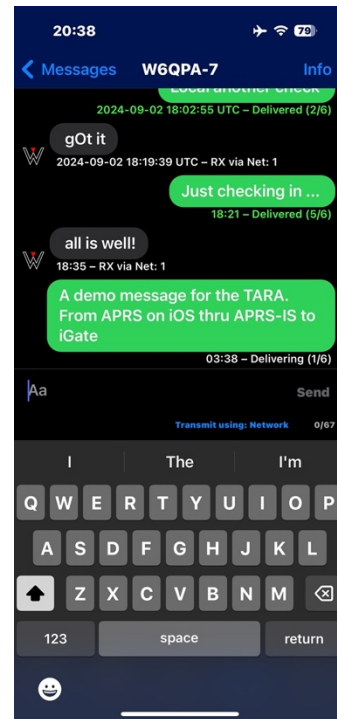 20:38
79
Messages
W6QPA-7
Info
Local another check
2024-09-02 18:02:55 UTC – Delivered (2/6)
gOt it
2024-09-02 18:19:39 UTC – RX via Net: 1
Just checking in ...
18:21 – Delivered (5/6)
all is well!
18:35 – RX via Net: 1
A demo message for the TARA.
From APRS on iOS thru APRS-IS to
iGate
03:38 – Delivering (1/6)
Aa
Send
Transmit using: Network
0/67
I The I'm
Q W E R T Y U I O P
A S D F G H J K L
Z X C V B N M
123 space return